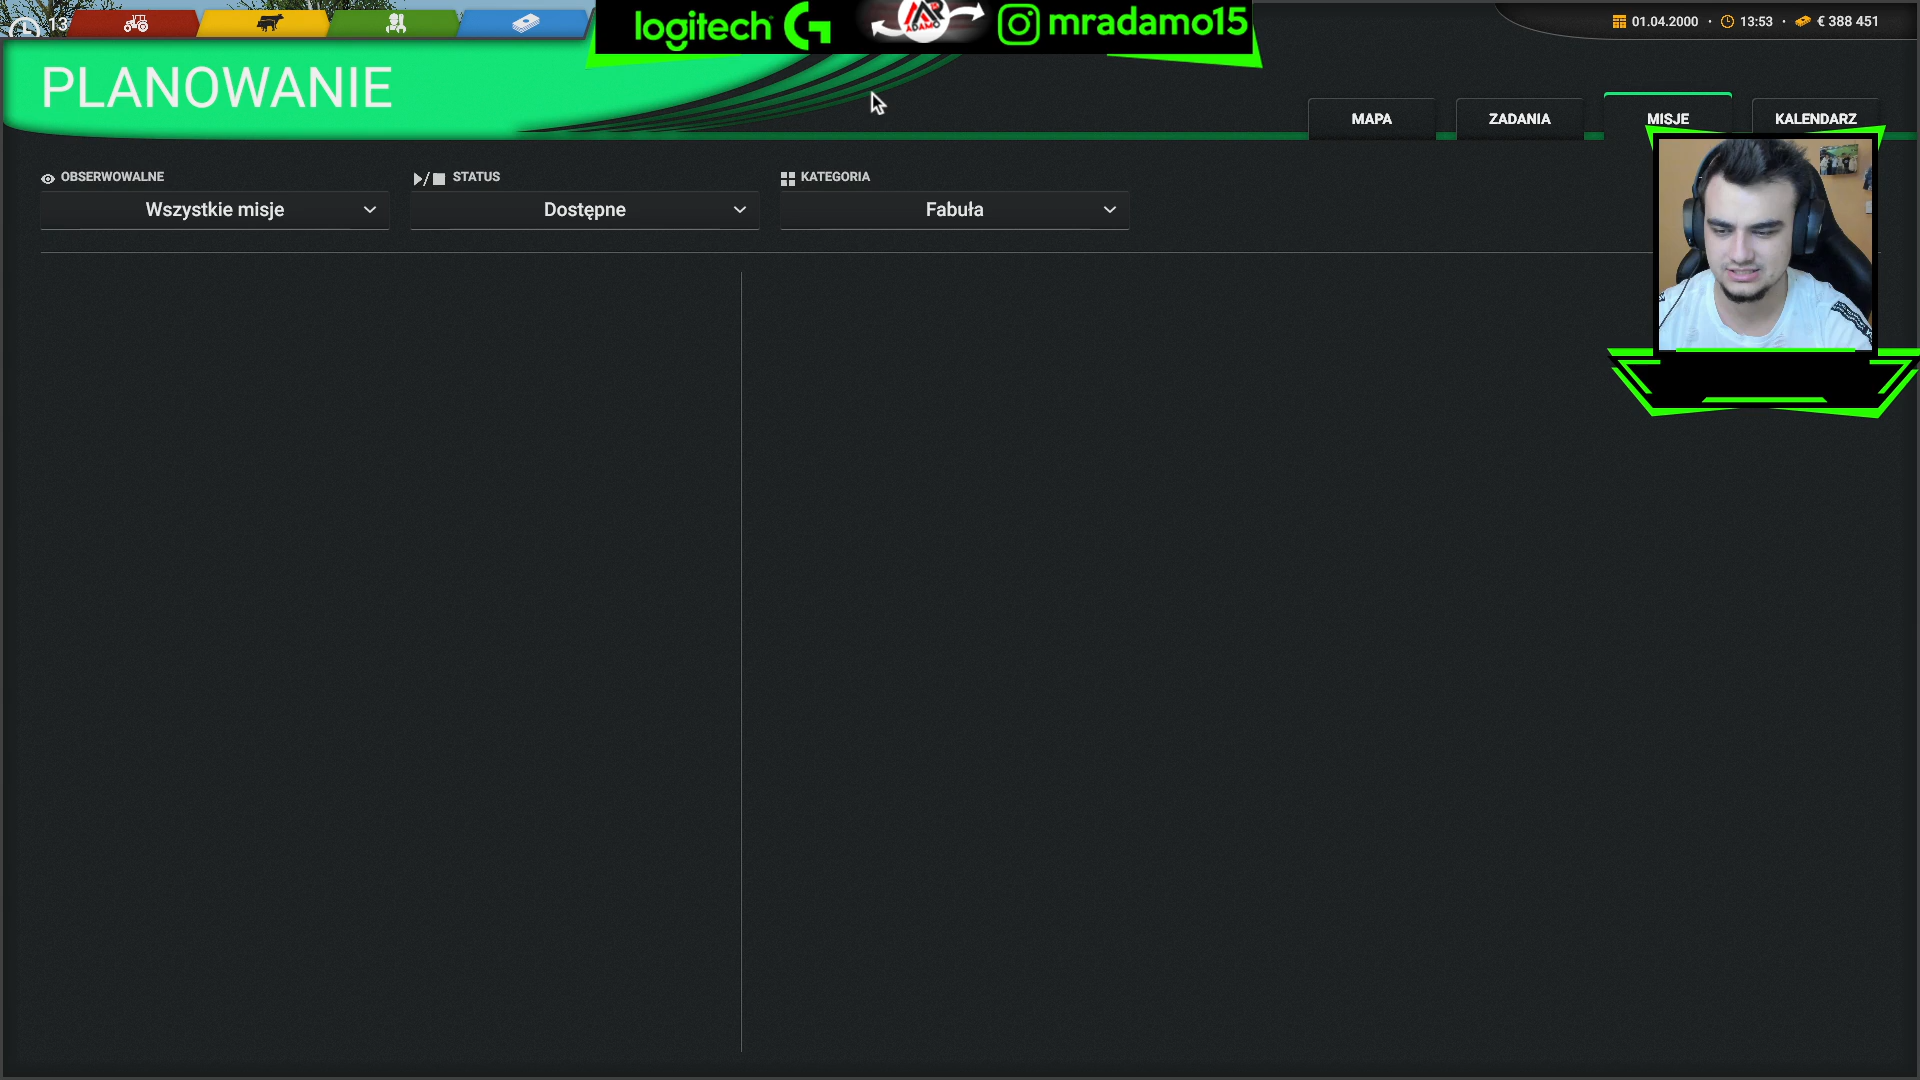 13
logitech G
ADAMO
mradamo15
01.04.2000 · 13:53 · € 388 451
PLANOWANIE
MAPA
ZADANIA
MISJE
KALENDARZ
OBSERWOWALNE
STATUS
KATEGORIA
Wszystkie misje
Dostępne
Fabuła